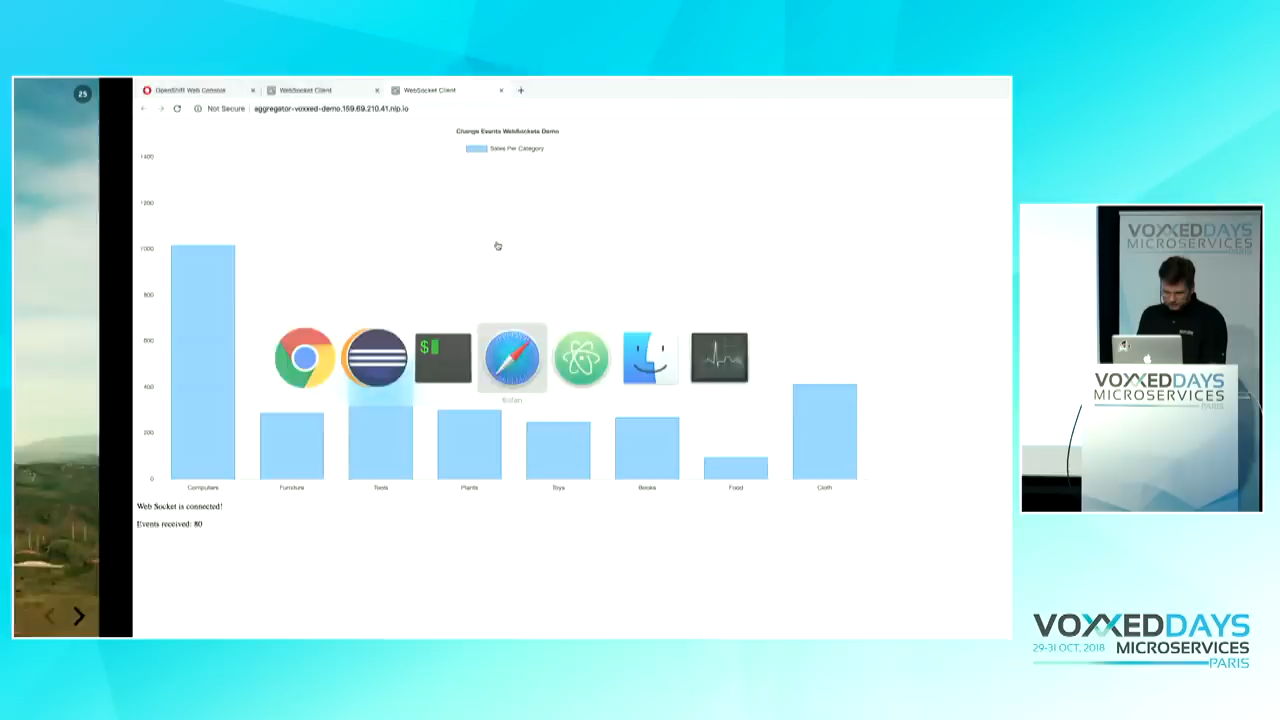 25
OpenShift Web Console
WebSocket Client
WebSocket Client
Not Secure
aggregator-voxxed-demo.159.69.210.41.nip.io
Change Events WebSockets Demo
Sales Per Category
1400
1200
1000
800
600
400
200
0
$
Safari
Computers
Furniture
Tools
Plants
Toys
Books
Food
Cloth
Web Socket is connected!
Events received: 80
VOXXEDDAYS
MICROSERVICES
PARIS
VOXXEDDAYS
MICROSERVICES
PARIS
VOXXEDDAYS
29-31 OCT, 2018 MICROSERVICES
PARIS